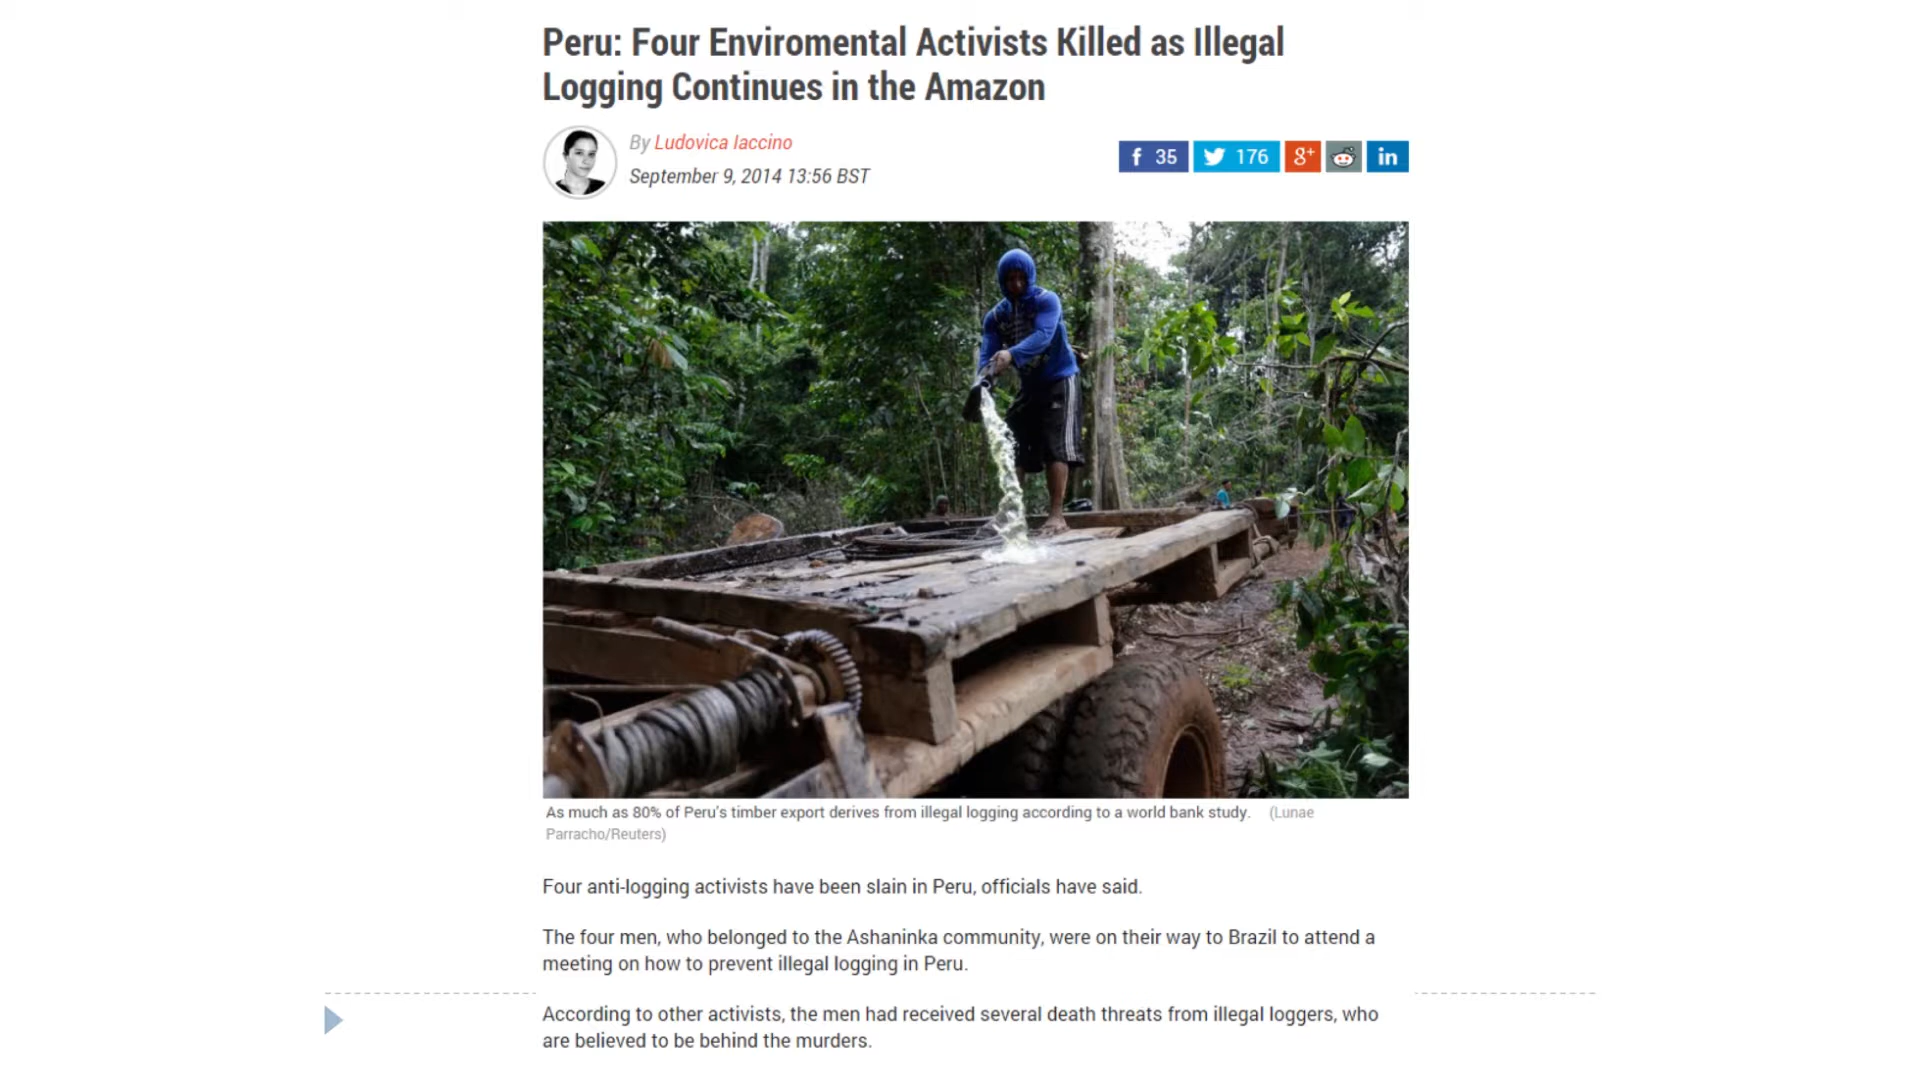 Peru: Four Enviromental Activists Killed as Illegal
Logging Continues in the Amazon
By Ludovica Iaccino
September 9, 2014 13:56 BST
f 35
176
g+
in
As much as 80% of Peru's timber export derives from illegal logging according to a world bank study. (Lunae
Parracho/Reuters)
Four anti-logging activists have been slain in Peru, officials have said.
The four men, who belonged to the Ashaninka community, were on their way to Brazil to attend a
meeting on how to prevent illegal logging in Peru.
According to other activists, the men had received several death threats from illegal loggers, who
are believed to be behind the murders.